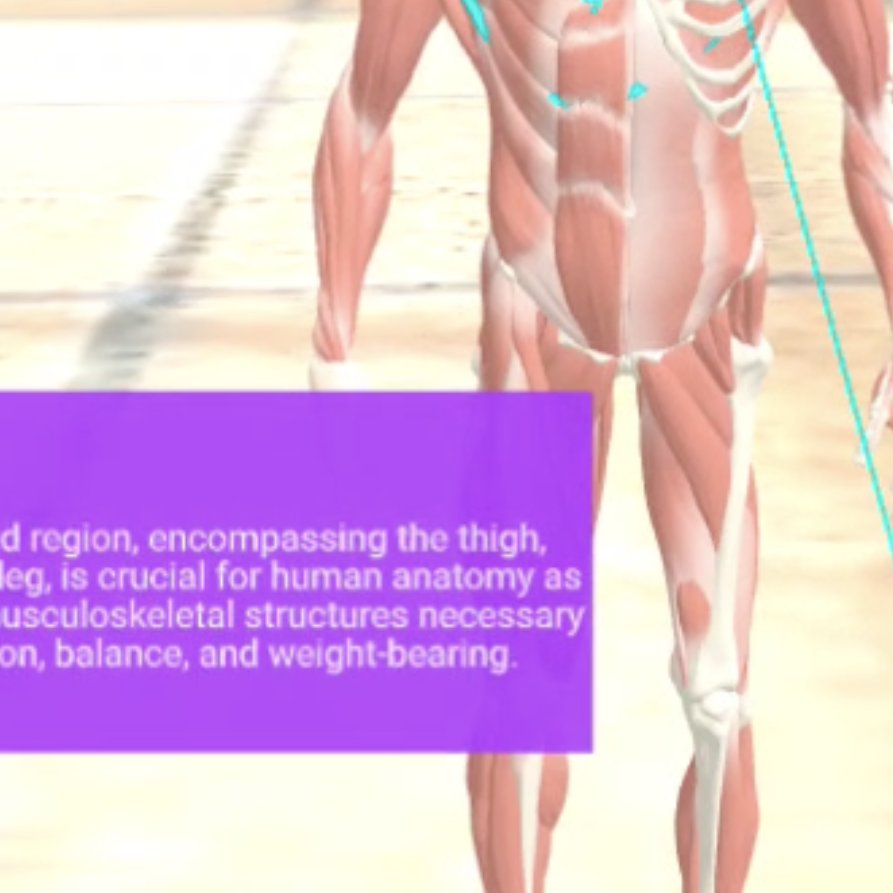 d region, encompassing the thigh,
leg, is crucial for human anatomy as
usculoskeletal structures necessary
on, balance, and weight-bearing.